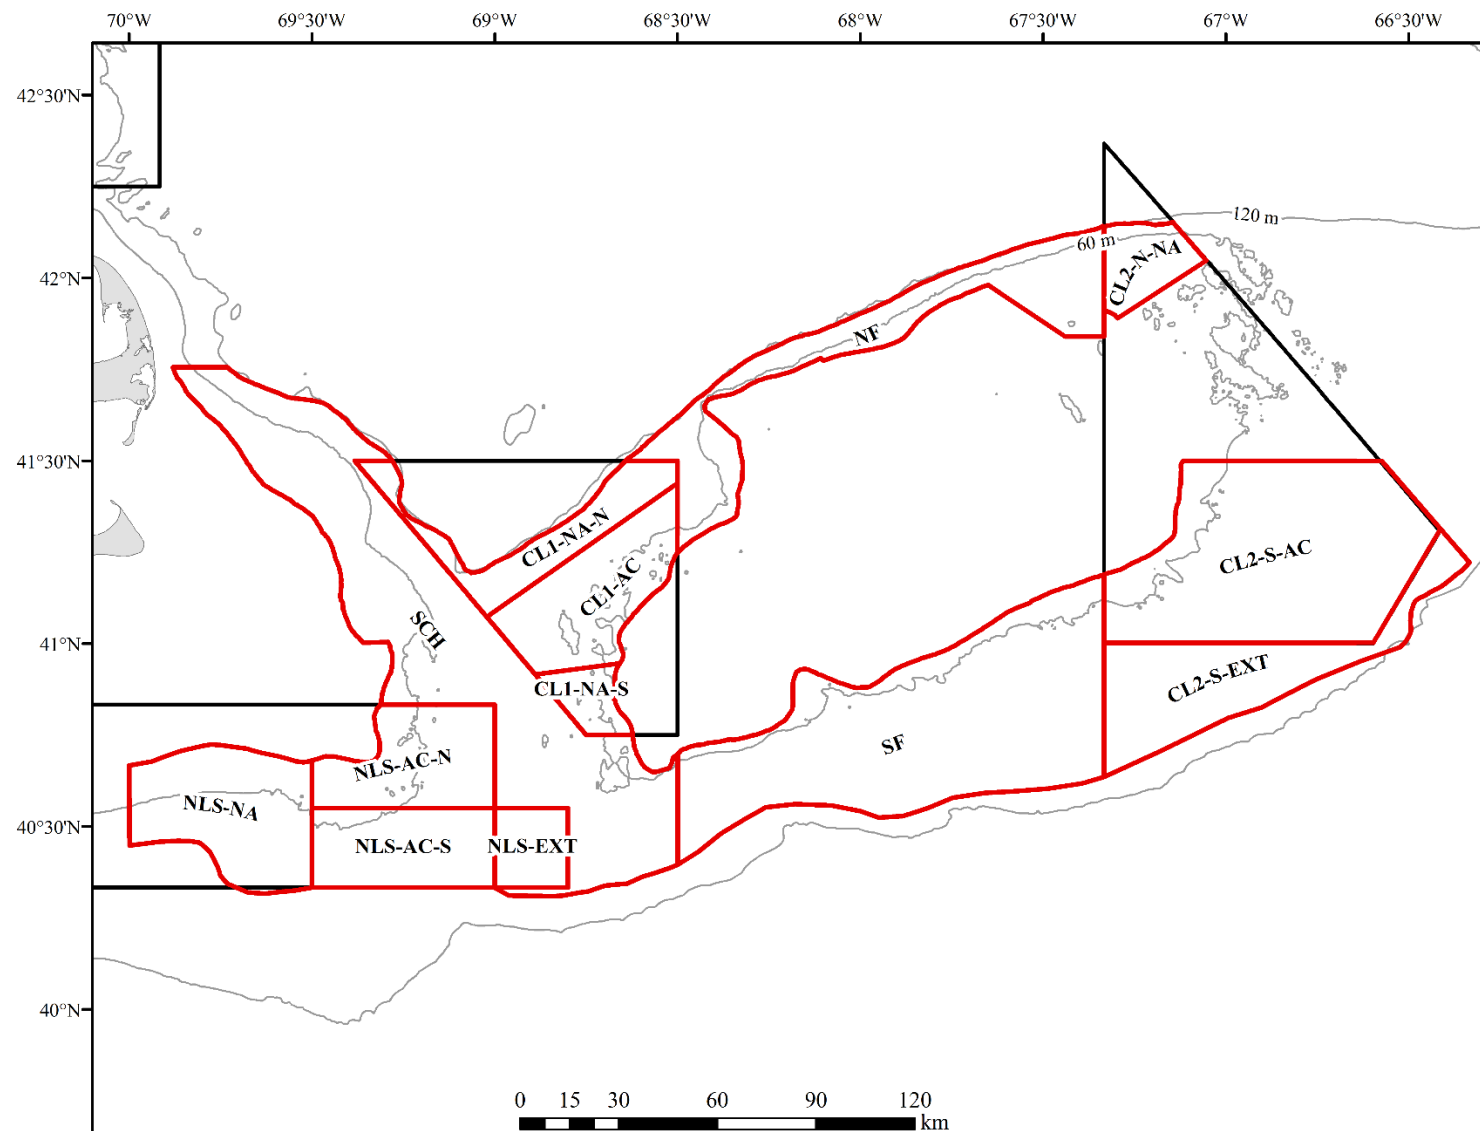 70°W 69°30'W 69°W 68°30'W 68°W 67°30'W 67°W 66°30'W
42°30'N
120 m
60 m
CL2-N-NA
42°N
NF
41°30'N
CL1-NA-N
CL2-S-AC
CL1-AC
SCH
41°N
CL2-S-EXT
CL1-NA-S
SF
NLS-AC-N
NLS-NA
40°30'N
NLS-AC-S
NLS-EXT
40°N
0 15 30 60 90 120
km